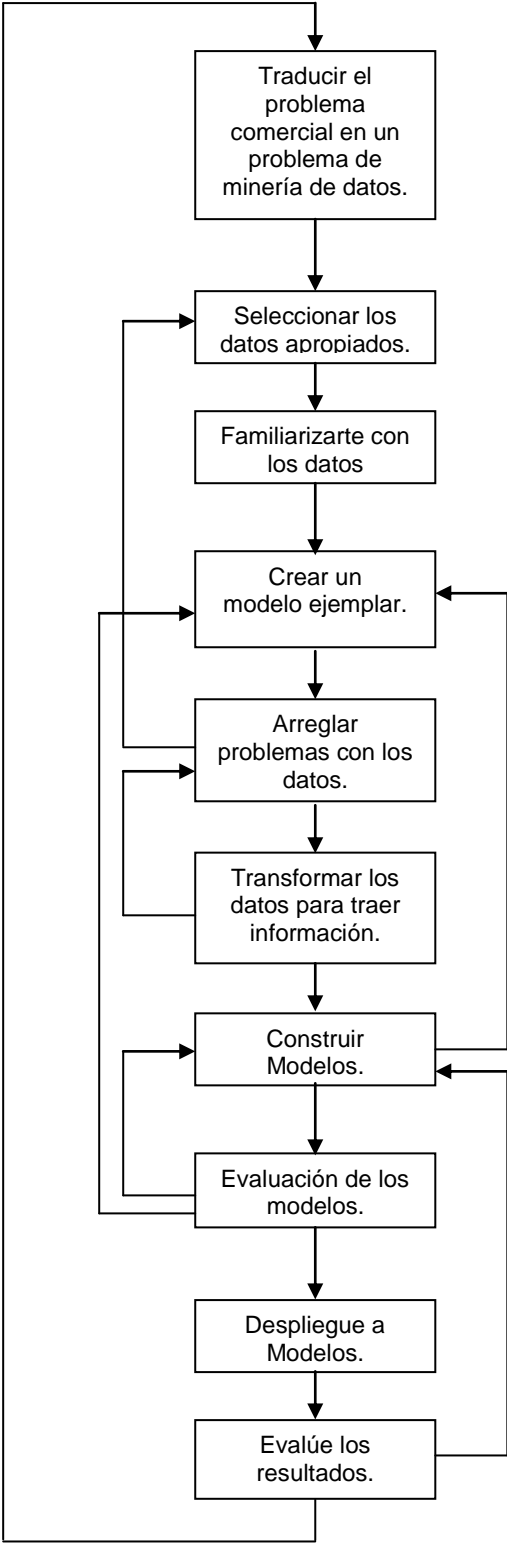 Traducir el
problema
comercial en un
problema de
minería de datos.
Seleccionar los
datos apropiados.
Familiarizarte con
los datos
Crear un
modelo ejemplar.
Arreglar
problemas con los
datos.
Transformar los
datos para traer
información.
Construir
Modelos.
Evaluación de los
modelos.
Despliegue a
Modelos.
Evalúe los
resultados.